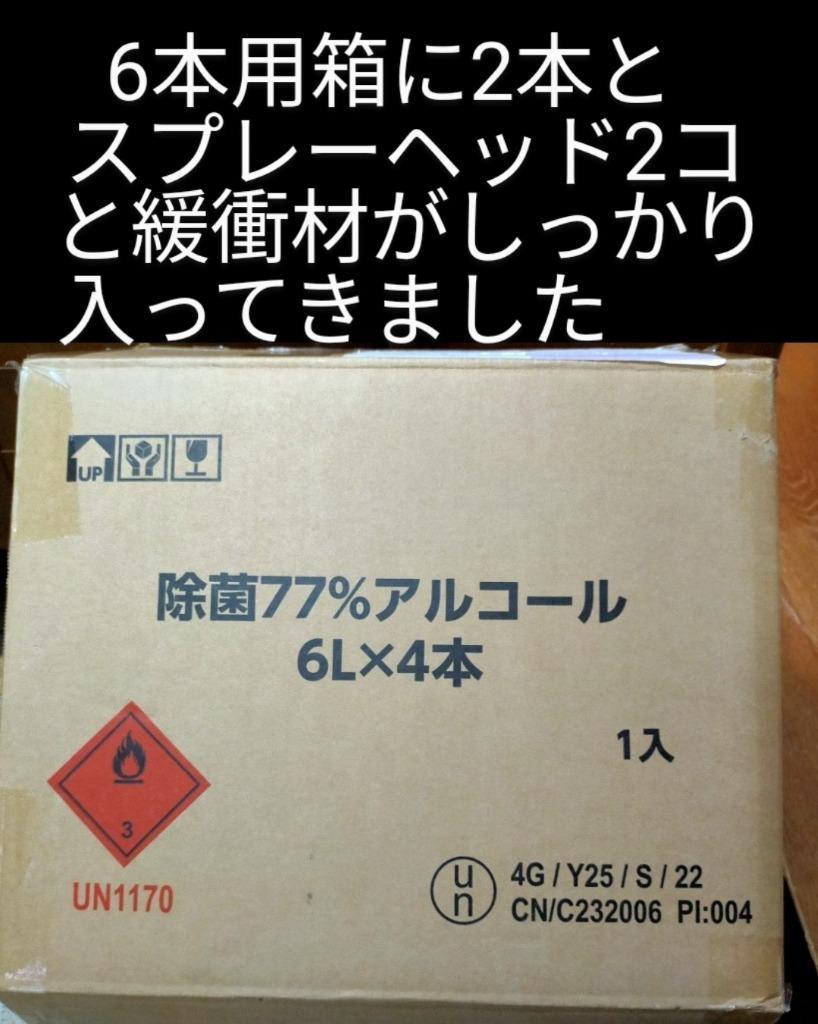 6本用箱に2本と
スプレーヘッド2コ
と緩衝材がしっかり
入ってきました
UP
除菌77%アルコール
6L×4本
1入
3
UN1170
un
4G / Y25 / S / 22
CN/C232006 PI:004